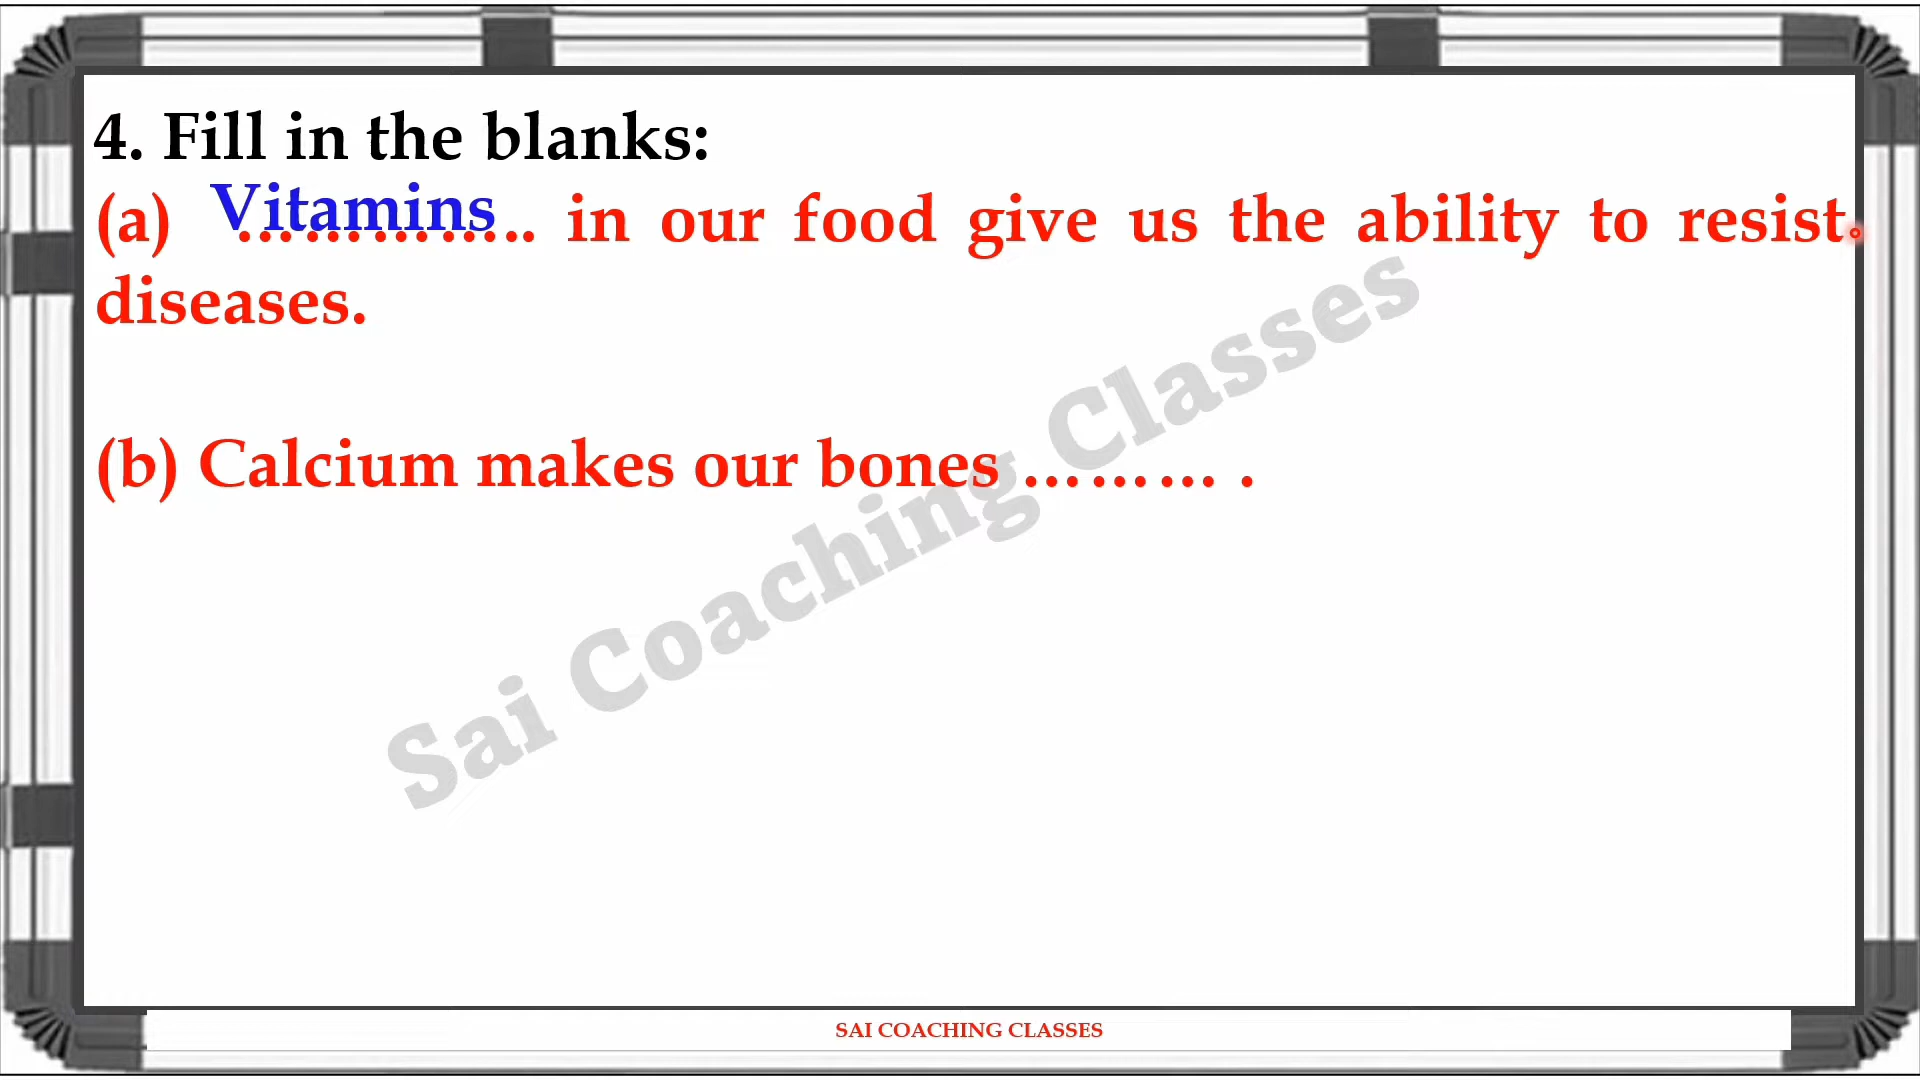 4. Fill in the blanks:
(a) Vitamins ………….. in our food give us the ability to resist.
diseases.
(b) Calcium makes our bones ……… .
Sai Coaching Classes
SAI COACHING CLASSES